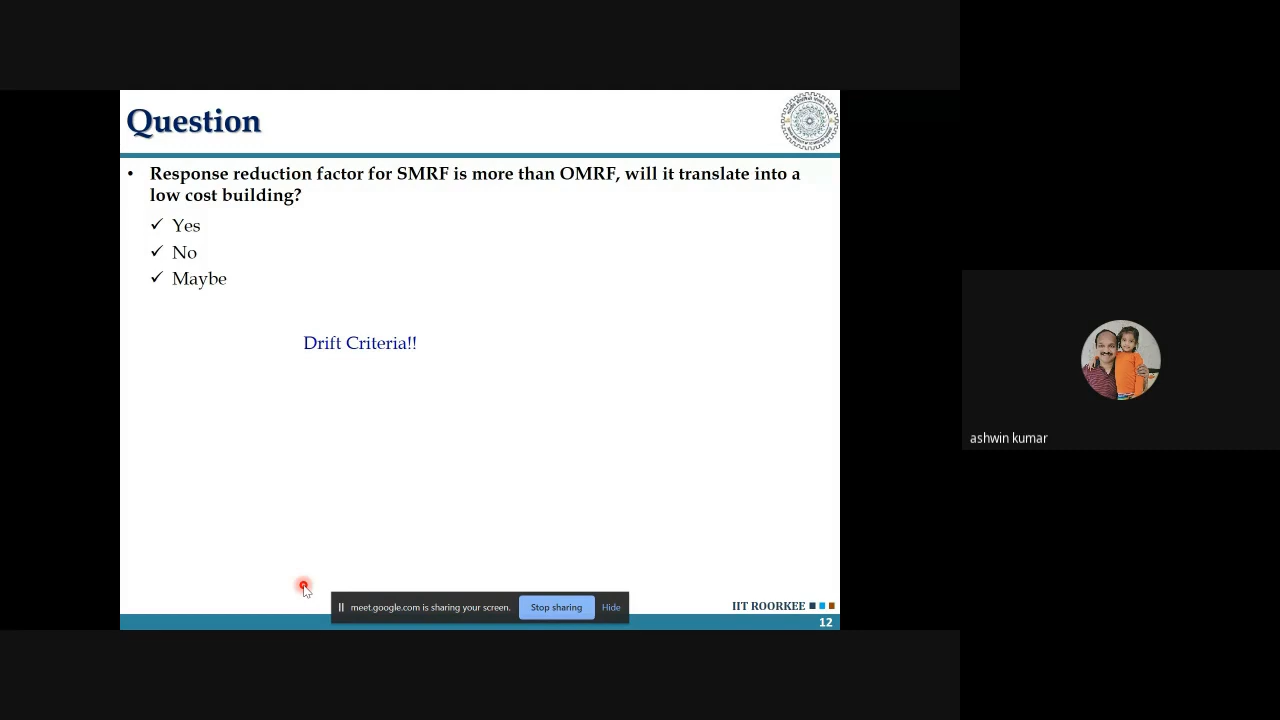 Question
• Response reduction factor for SMRF is more than OMRF, will it translate into a
low cost building?
✓ Yes
✓ No
✓ Maybe
Drift Criteria!!
ashwin kumar
meet.google.com is sharing your screen. Stop sharing Hide
IIT ROORKEE
12